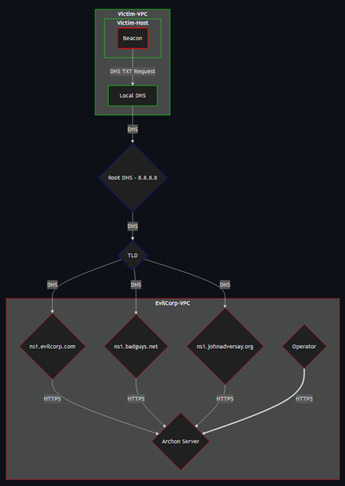 Victim-VPC
Victim-Host
Beacon
DNS TXT Request
Local DNS
DNS
Root DNS - 8.8.8.8
DNS
TLD
DNS DNS DNS
EvilCorp-VPC
ns1.evilcorp.com ns1.badguys.net ns1.johnadversay.org Operator
HTTPS HTTPS HTTPS HTTPS
Archon Server